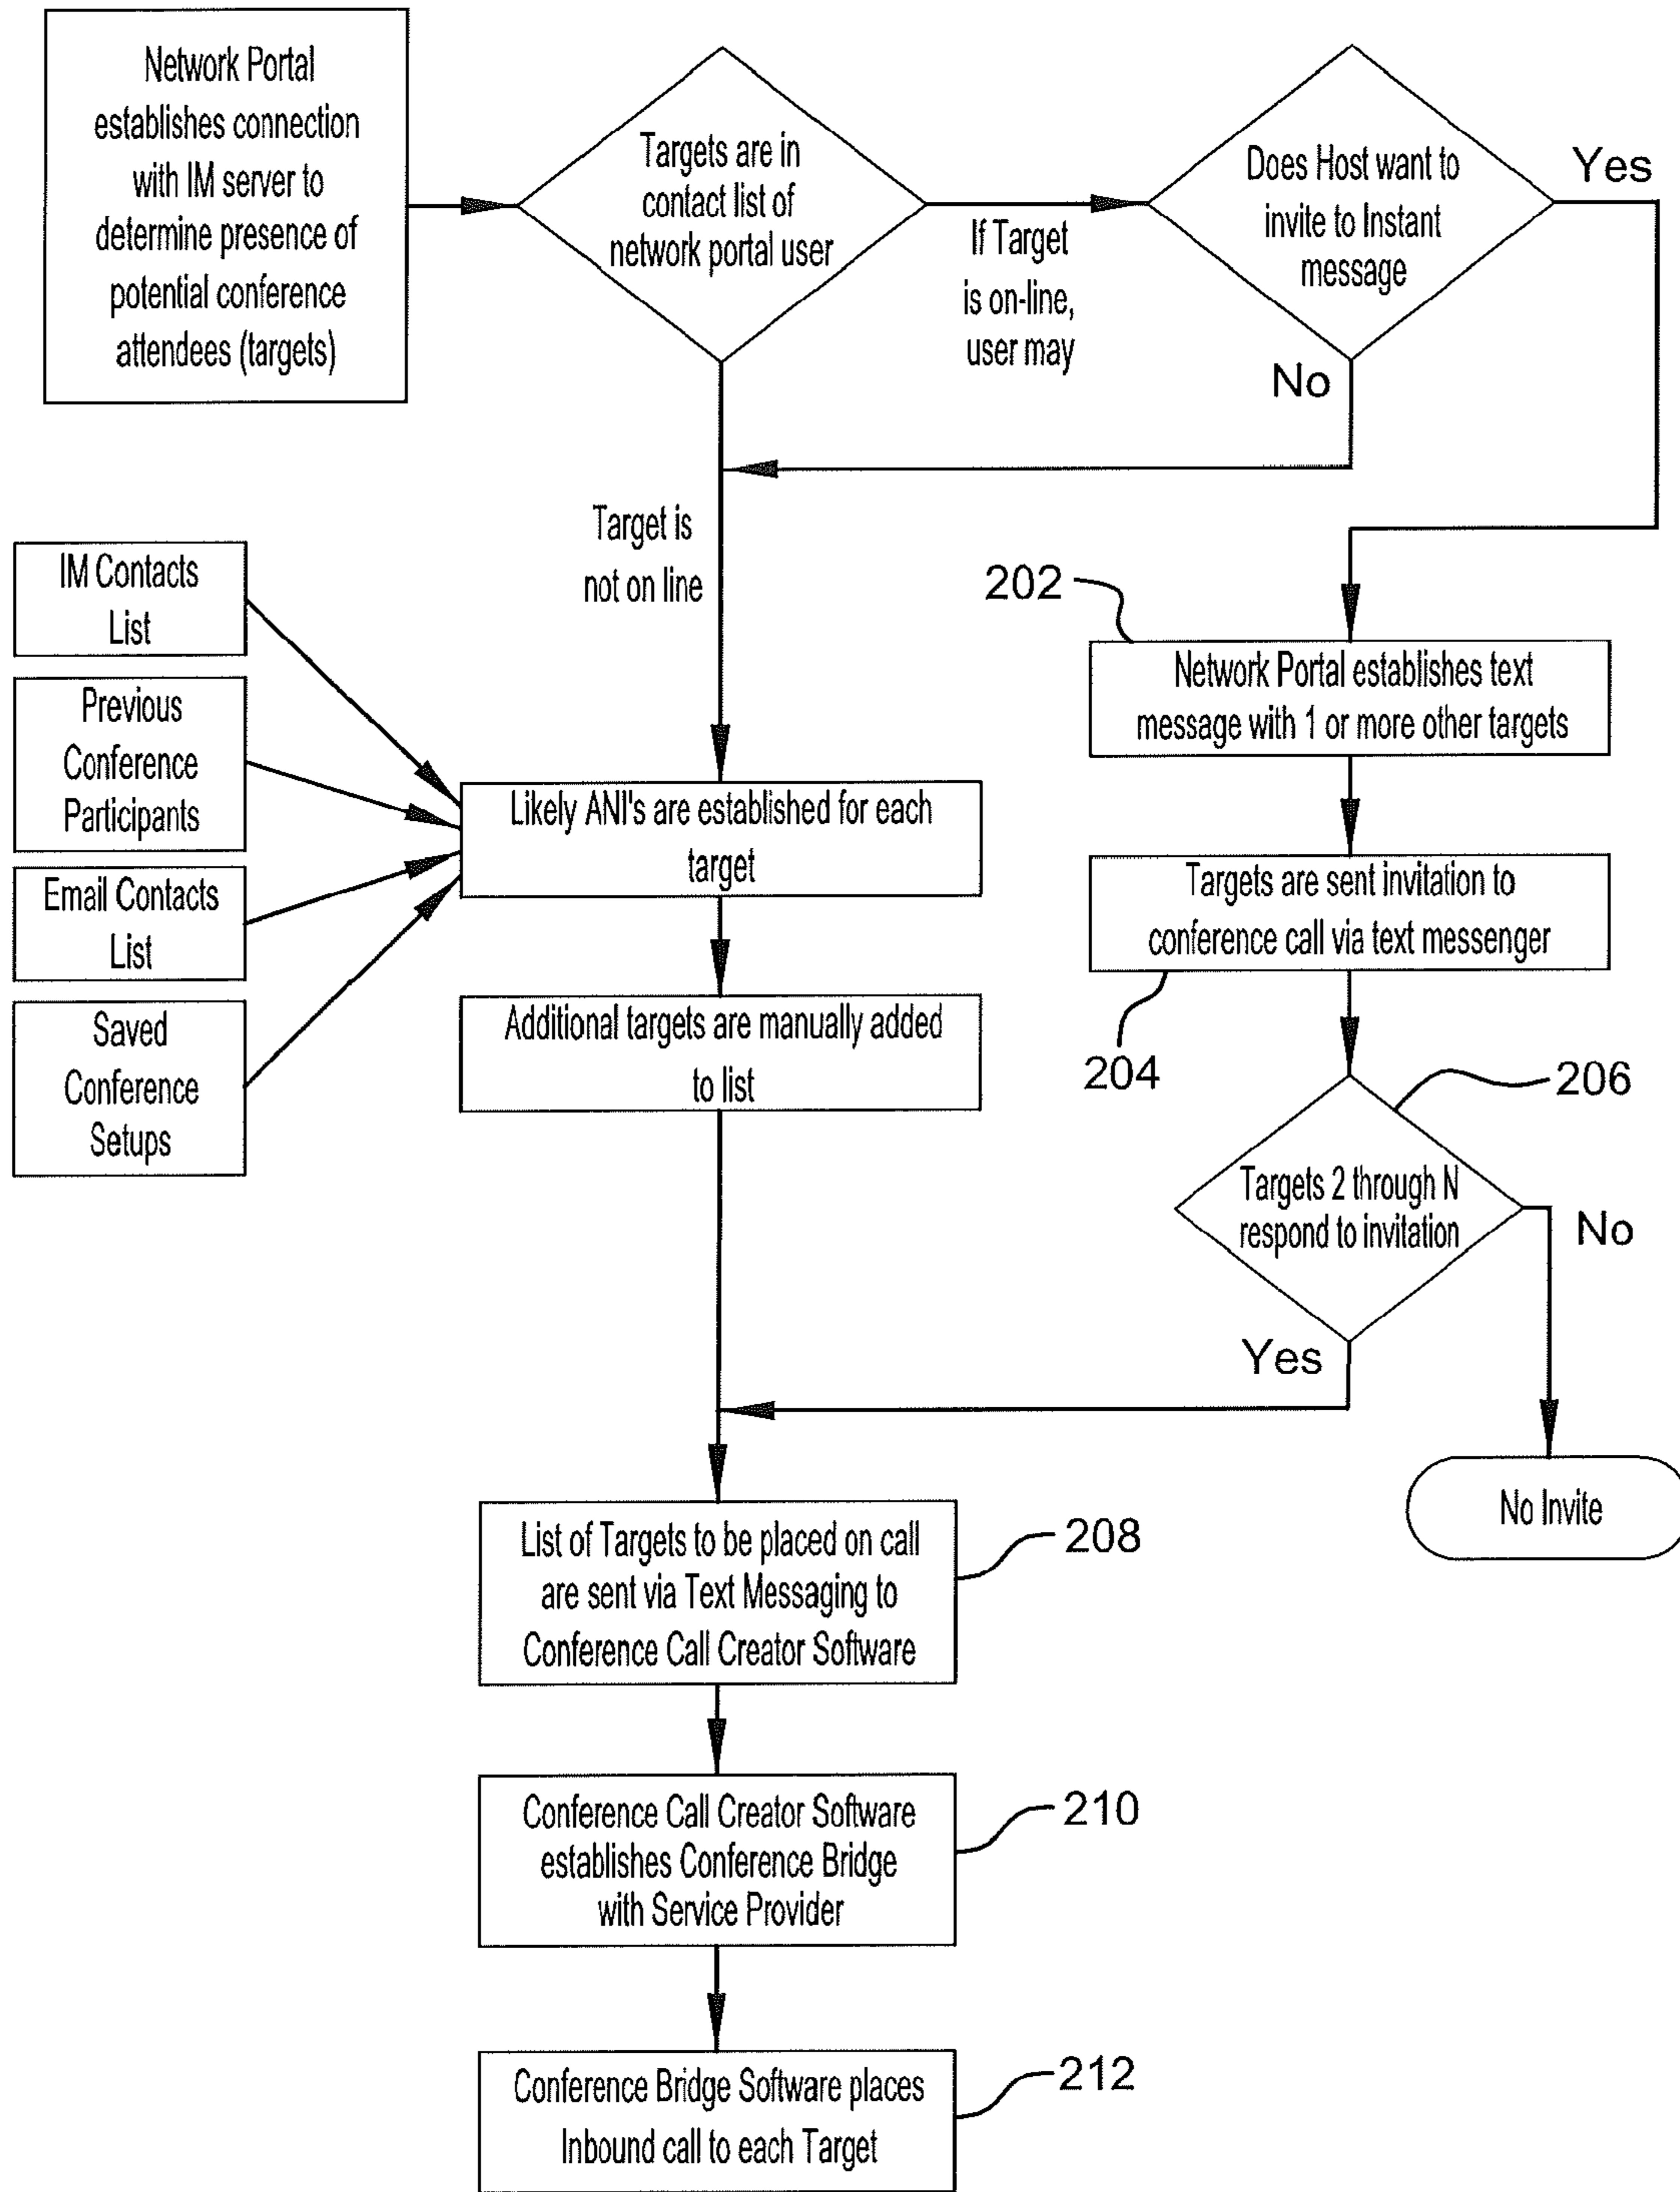 Network Portal
establishes connection
with IM server to
determine presence of
potential conference
attendees (targets)
Targets are in
contact list of
network portal user
If Target
is on-line,
user may
Does Host want to
invite to Instant
message
Yes
No
Target is
not on line
IM Contacts
List
Previous
Conference
Participants
Email Contacts
List
Saved
Conference
Setups
Likely ANI's are established for each
target
Additional targets are manually added
to list
202
Network Portal establishes text
message with 1 or more other targets
Targets are sent invitation to
conference call via text messenger
204
206
Targets 2 through N
respond to invitation
No
Yes
No Invite
List of Targets to be placed on call
are sent via Text Messaging to
Conference Call Creator Software
208
Conference Call Creator Software
establishes Conference Bridge
with Service Provider
210
Conference Bridge Software places
Inbound call to each Target
212